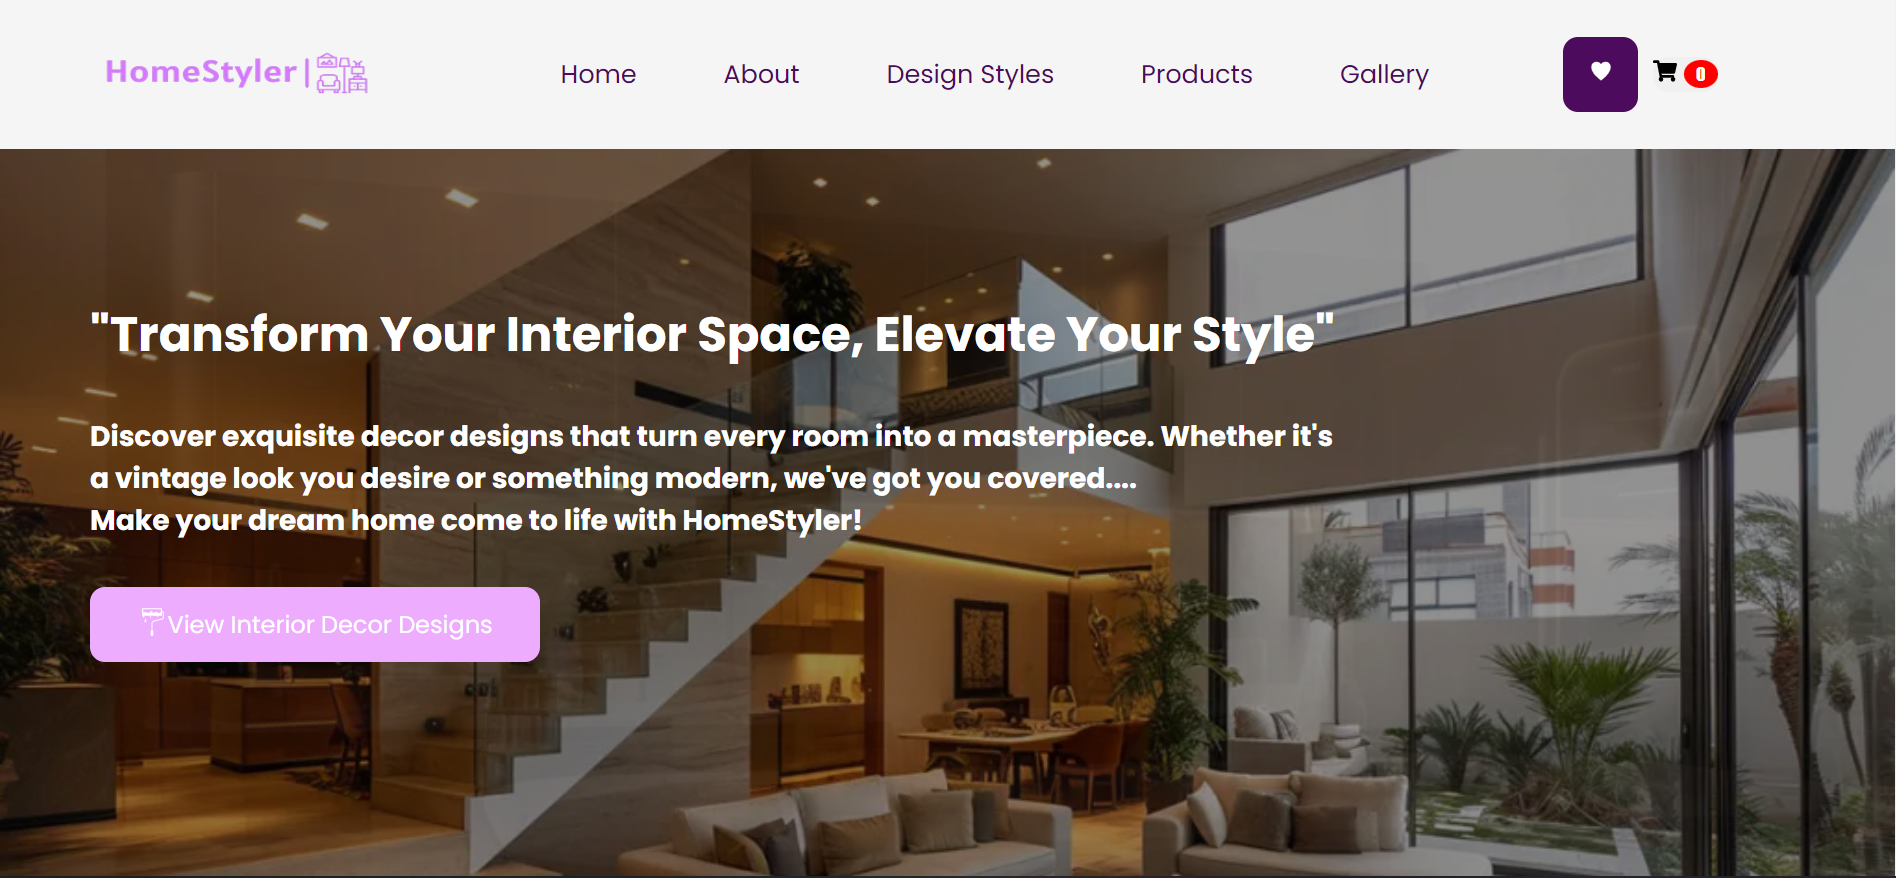 HomeStyler|
Home
About
Design Styles
Products
Gallery
0
"Transform Your Interior Space, Elevate Your Style"
Discover exquisite decor designs that turn every room into a masterpiece. Whether it's
a vintage look you desire or something modern, we've got you covered....
Make your dream home come to life with HomeStyler!
View Interior Decor Designs